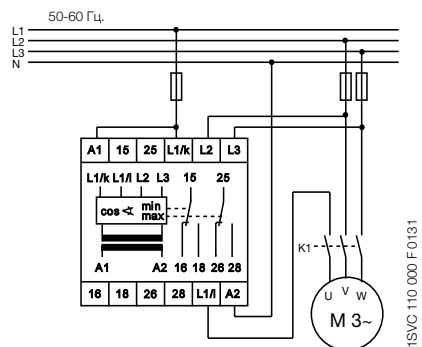 50-60 Гц.
L1
L2
L3
N
A1 15 25 L1/k L2 L3
L1/k L1/l L2 L3 15 25
cos∢ min
max
A1 A2 16 18 26 28
16 18 26 28 L1/l A2
K1
U V W
M 3~
1SVC 110 000 F 0131